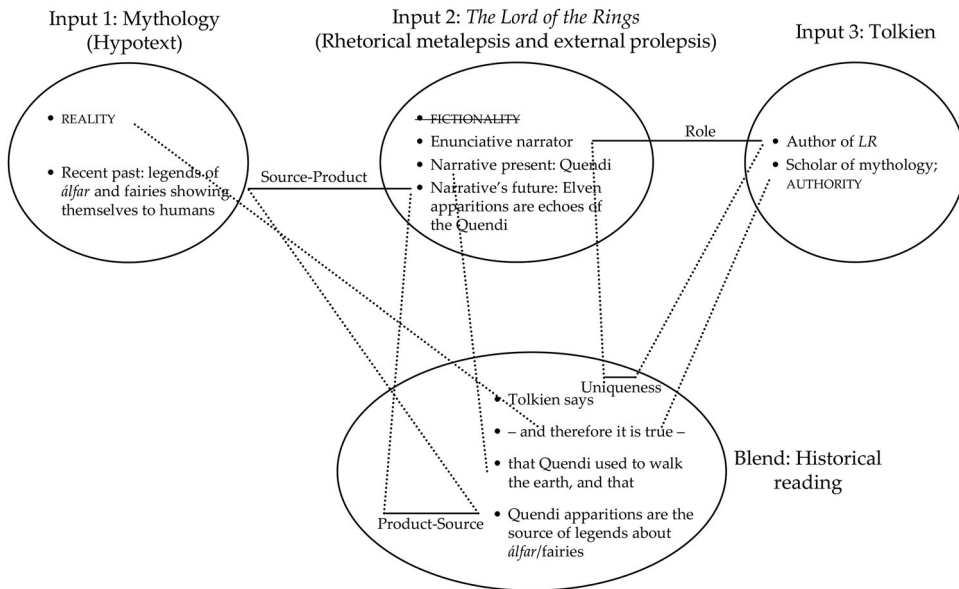 Input 1: Mythology
(Hypotext)
Input 2: The Lord of the Rings
(Rhetorical metalepsis and external prolepsis)
Input 3: Tolkien
• REALITY
• Recent past: legends of
álfar and fairies showing
themselves to humans
Source-Product
• FICTIONALITY
• Enunciative narrator
• Narrative present: Quendi
• Narrative’s future: Elven
apparitions are echoes of
the Quendi
Role
• Author of LR
• Scholar of mythology;
AUTHORITY
Uniqueness
• Tolkien says
• – and therefore it is true –
• that Quendi used to walk
the earth, and that
• Quendi apparitions are the
source of legends about
álfar/fairies
Product-Source
Blend: Historical
reading